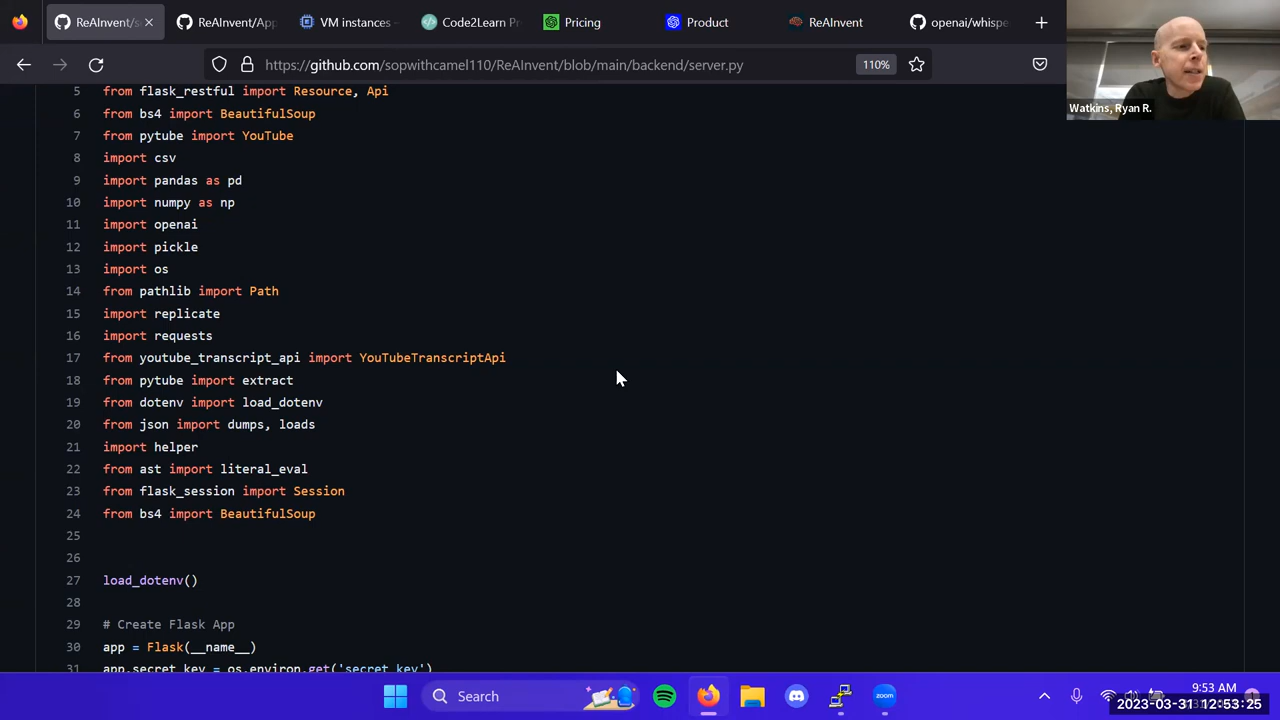 ReAInvent/s
ReAInvent/App
VM instances
Code2Learn Pr
Pricing
Product
ReAInvent
openai/whispe
https://github.com/sopwithcamel110/ReAInvent/blob/main/backend/server.py
110%
Watkins, Ryan R.
5 from flask_restful import Resource, Api
6 from bs4 import BeautifulSoup
7 from pytube import YouTube
8 import csv
9 import pandas as pd
10 import numpy as np
11 import openai
12 import pickle
13 import os
14 from pathlib import Path
15 import replicate
16 import requests
17 from youtube_transcript_api import YouTubeTranscriptApi
18 from pytube import extract
19 from dotenv import load_dotenv
20 from json import dumps, loads
21 import helper
22 from ast import literal_eval
23 from flask_session import Session
24 from bs4 import BeautifulSoup
25
26
27 load_dotenv()
28
29 # Create Flask App
30 app = Flask(__name__)
31 app.secret_key = os.environ.get('secret_key')
Search
zoom
9:53 AM
2023-03-31 12:53:25